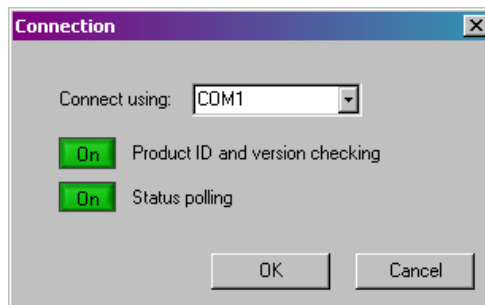 Connection
Connect using: COM1
On Product ID and version checking
On Status polling
OK Cancel